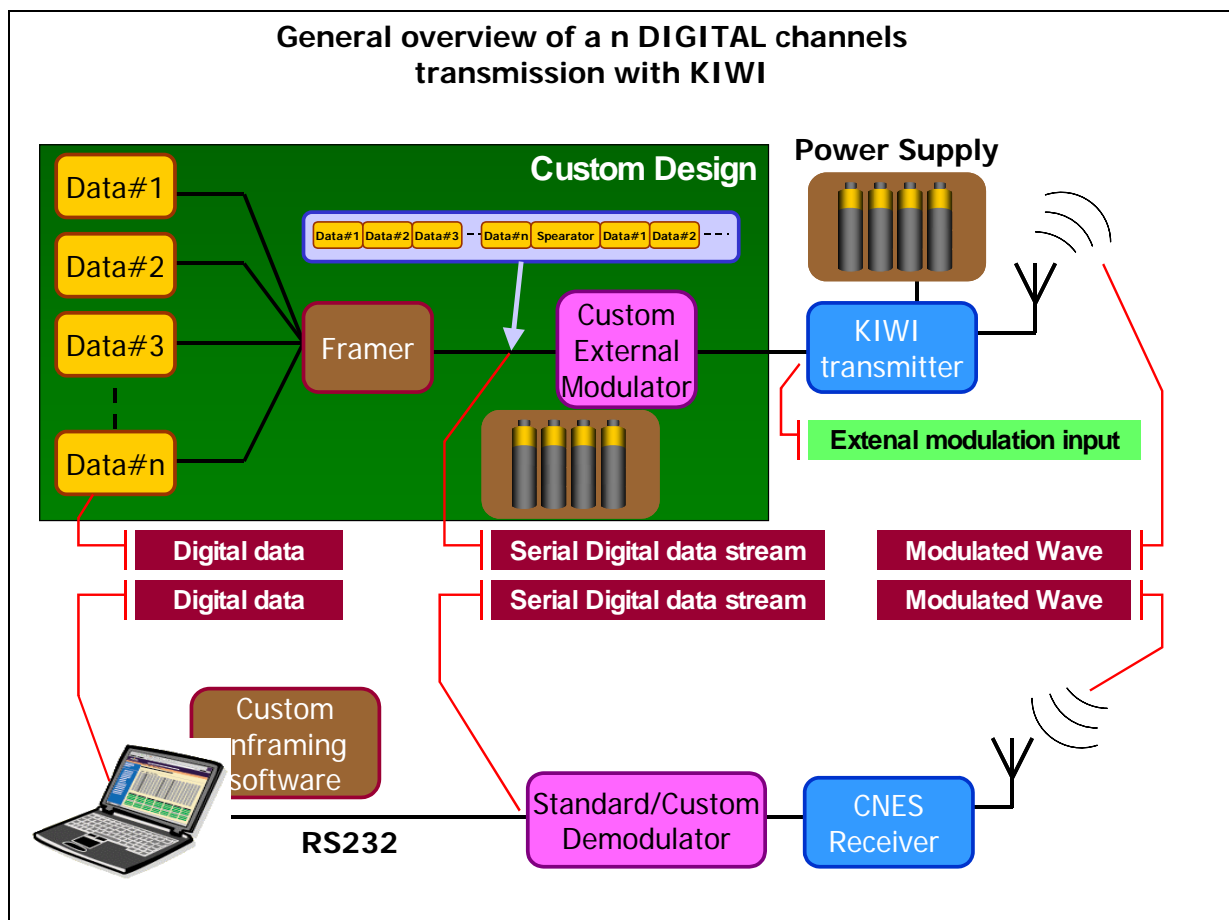 General overview of a n DIGITAL channels
transmission with KIWI
Custom Design
Power Supply
Data#1
Data#2
Data#3
Data#n
Data#1 Data#2 Data#3 Data#n Spearator Data#1 Data#2
Framer
Custom
External
Modulator
KIWI
transmitter
Extenal modulation input
Digital data
Serial Digital data stream
Modulated Wave
Digital data
Serial Digital data stream
Modulated Wave
Custom
nframing
software
RS232
Standard/Custom
Demodulator
CNES
Receiver